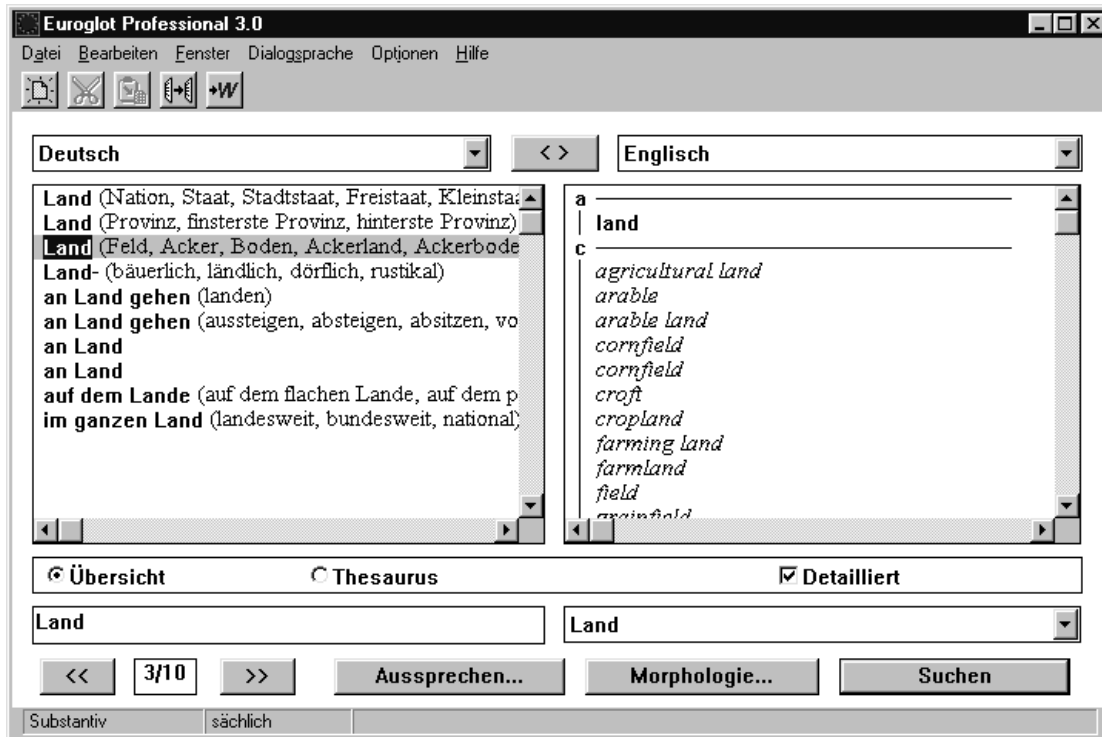 Euroglot Professional 3.0
Datei Bearbeiten Fenster Dialogsprache Optionen Hilfe
W
Deutsch < > Englisch
Land (Nation, Staat, Stadtstaat, Freistaat, Kleinstaa
Land (Provinz, finsterste Provinz, hinterste Provinz)
Land (Feld, Acker, Boden, Ackerland, Ackerbode
Land- (bäuerlich, ländlich, dörflich, rustikal)
an Land gehen (landen)
an Land gehen (aussteigen, absteigen, absitzen, vo
an Land
an Land
auf dem Lande (auf dem flachen Lande, auf dem p
im ganzen Land (landesweit, bundesweit, national)
a
land
c
agricultural land
arable
arable land
cornfield
cornfield
croft
cropland
farming land
farmland
field
grainfield
Übersicht Thesaurus Detailliert
Land Land
<< 3/10 >> Aussprechen... Morphologie... Suchen
Substantiv sächlich